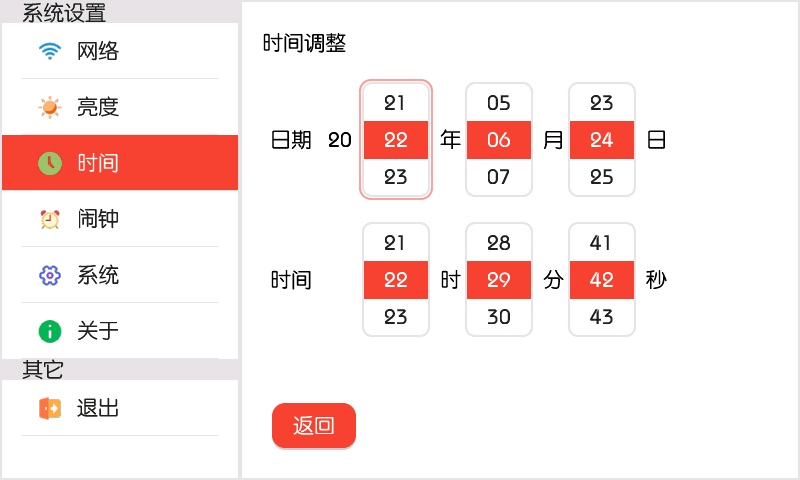 系统设置
网络
亮度
时间
闹钟
系统
关于
其它
退出
时间调整
21 05 23
日期 20 22 年 06 月 24 日
23 07 25
21 28 41
时间 22 时 29 分 42 秒
23 30 43
返回